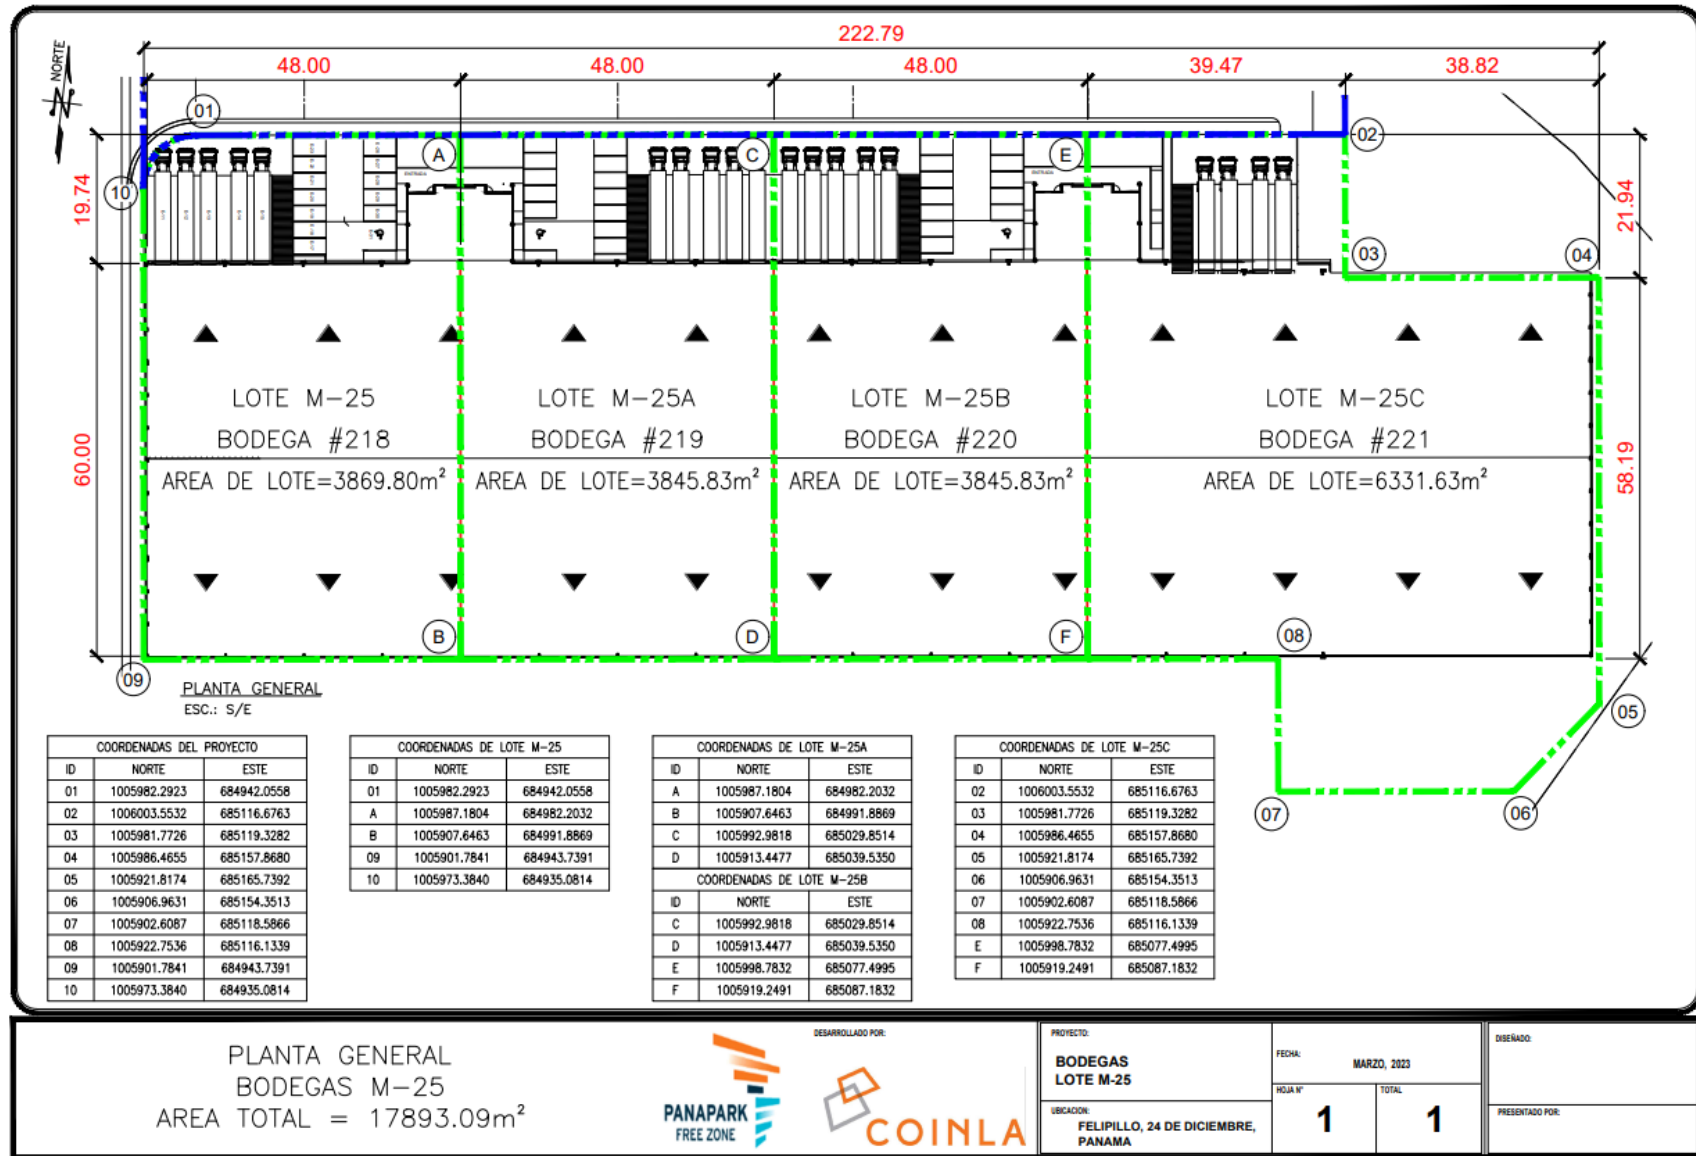 222.79
48.00 48.00 48.00 39.47 38.82
NORTE
01
02
A C E
10
19.74
21.94
ENTRADA ENTRADA
03 04
60.00
58.19
LOTE M-25
BODEGA #218
AREA DE LOTE=3869.80m²
LOTE M-25A
BODEGA #219
AREA DE LOTE=3845.83m²
LOTE M-25B
BODEGA #220
AREA DE LOTE=3845.83m²
LOTE M-25C
BODEGA #221
AREA DE LOTE=6331.63m²
B D F 08
09
05
07 06
PLANTA GENERAL
ESC.: S/E
COORDENADAS DEL PROYECTO
ID NORTE ESTE
01 1005982.2923 684942.0558
02 1006003.5532 685116.6763
03 1005981.7726 685119.3282
04 1005986.4655 685157.8680
05 1005921.8174 685165.7392
06 1005906.9631 685154.3513
07 1005902.6087 685118.5866
08 1005922.7536 685116.1339
09 1005901.7841 684943.7391
10 1005973.3840 684935.0814
COORDENADAS DE LOTE M-25
ID NORTE ESTE
01 1005982.2923 684942.0558
A 1005987.1804 684982.2032
B 1005907.6463 684991.8869
09 1005901.7841 684943.7391
10 1005973.3840 684935.0814
COORDENADAS DE LOTE M-25A
ID NORTE ESTE
A 1005987.1804 684982.2032
B 1005907.6463 684991.8869
C 1005992.9818 685029.8514
D 1005913.4477 685039.5350
COORDENADAS DE LOTE M-25B
ID NORTE ESTE
C 1005992.9818 685029.8514
D 1005913.4477 685039.5350
E 1005998.7832 685077.4995
F 1005919.2491 685087.1832
COORDENADAS DE LOTE M-25C
ID NORTE ESTE
02 1006003.5532 685116.6763
03 1005981.7726 685119.3282
04 1005986.4655 685157.8680
05 1005921.8174 685165.7392
06 1005906.9631 685154.3513
07 1005902.6087 685118.5866
08 1005922.7536 685116.1339
E 1005998.7832 685077.4995
F 1005919.2491 685087.1832
PLANTA GENERAL
BODEGAS M-25
AREA TOTAL = 17893.09m²
PANAPARK
FREE ZONE
DESARROLLADO POR:
COINLA
PROYECTO:
BODEGAS
LOTE M-25
UBICACION:
FELIPILLO, 24 DE DICIEMBRE,
PANAMA
FECHA:
MARZO, 2023
HOJA N° TOTAL
1 1
DISEÑADO:
PRESENTADO POR: